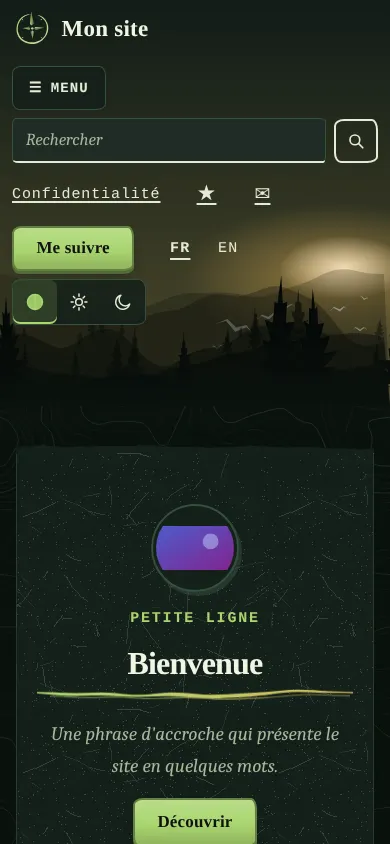 Mon site
☰ MENU
Rechercher
Confidentialité ★ ✉
Me suivre FR EN
PETITE LIGNE
Bienvenue
Une phrase d'accroche qui présente le
site en quelques mots.
Découvrir